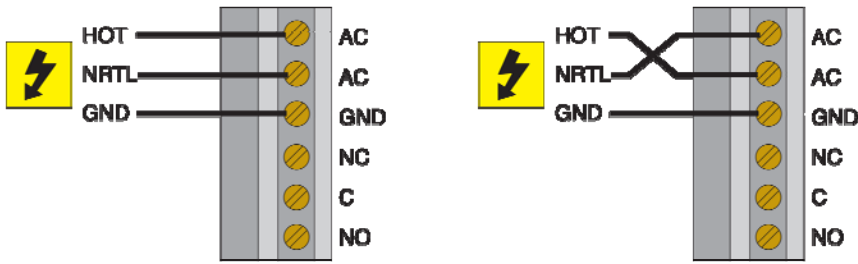 HOT AC
NRTL AC
GND GND
NC
C
NO
HOT AC
NRTL AC
GND GND
NC
C
NO